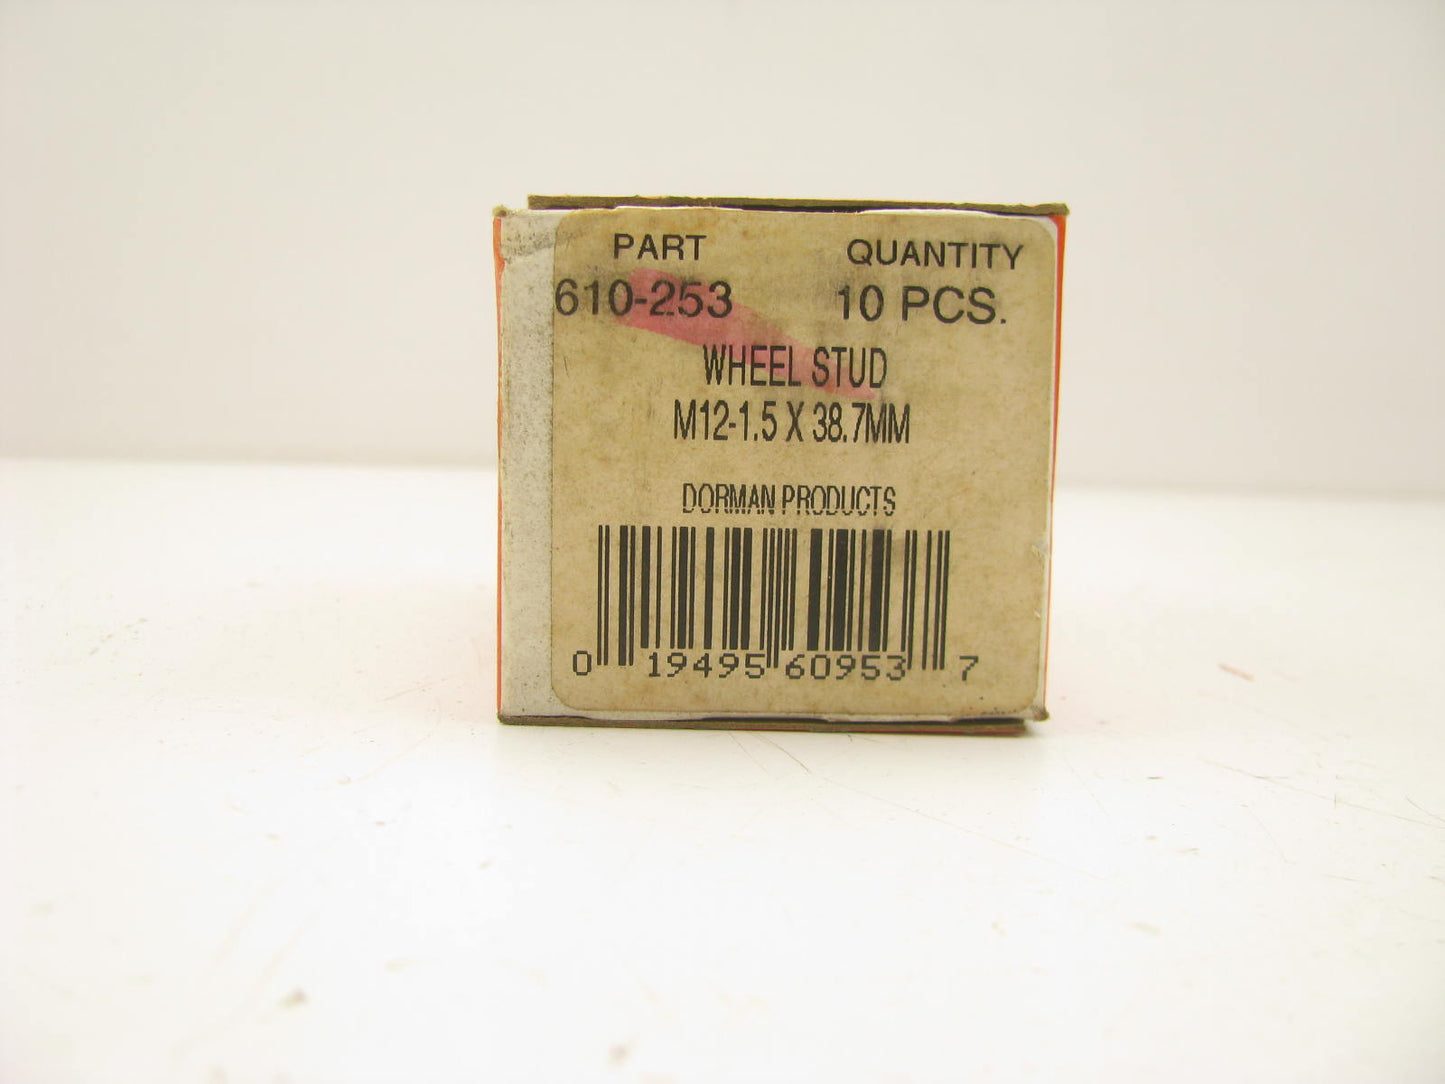 PART QUANTITY
610-253 10 PCS.
WHEEL STUD
M12-1.5 X 38.7MM
DORMAN PRODUCTS
0 19495 60953 7